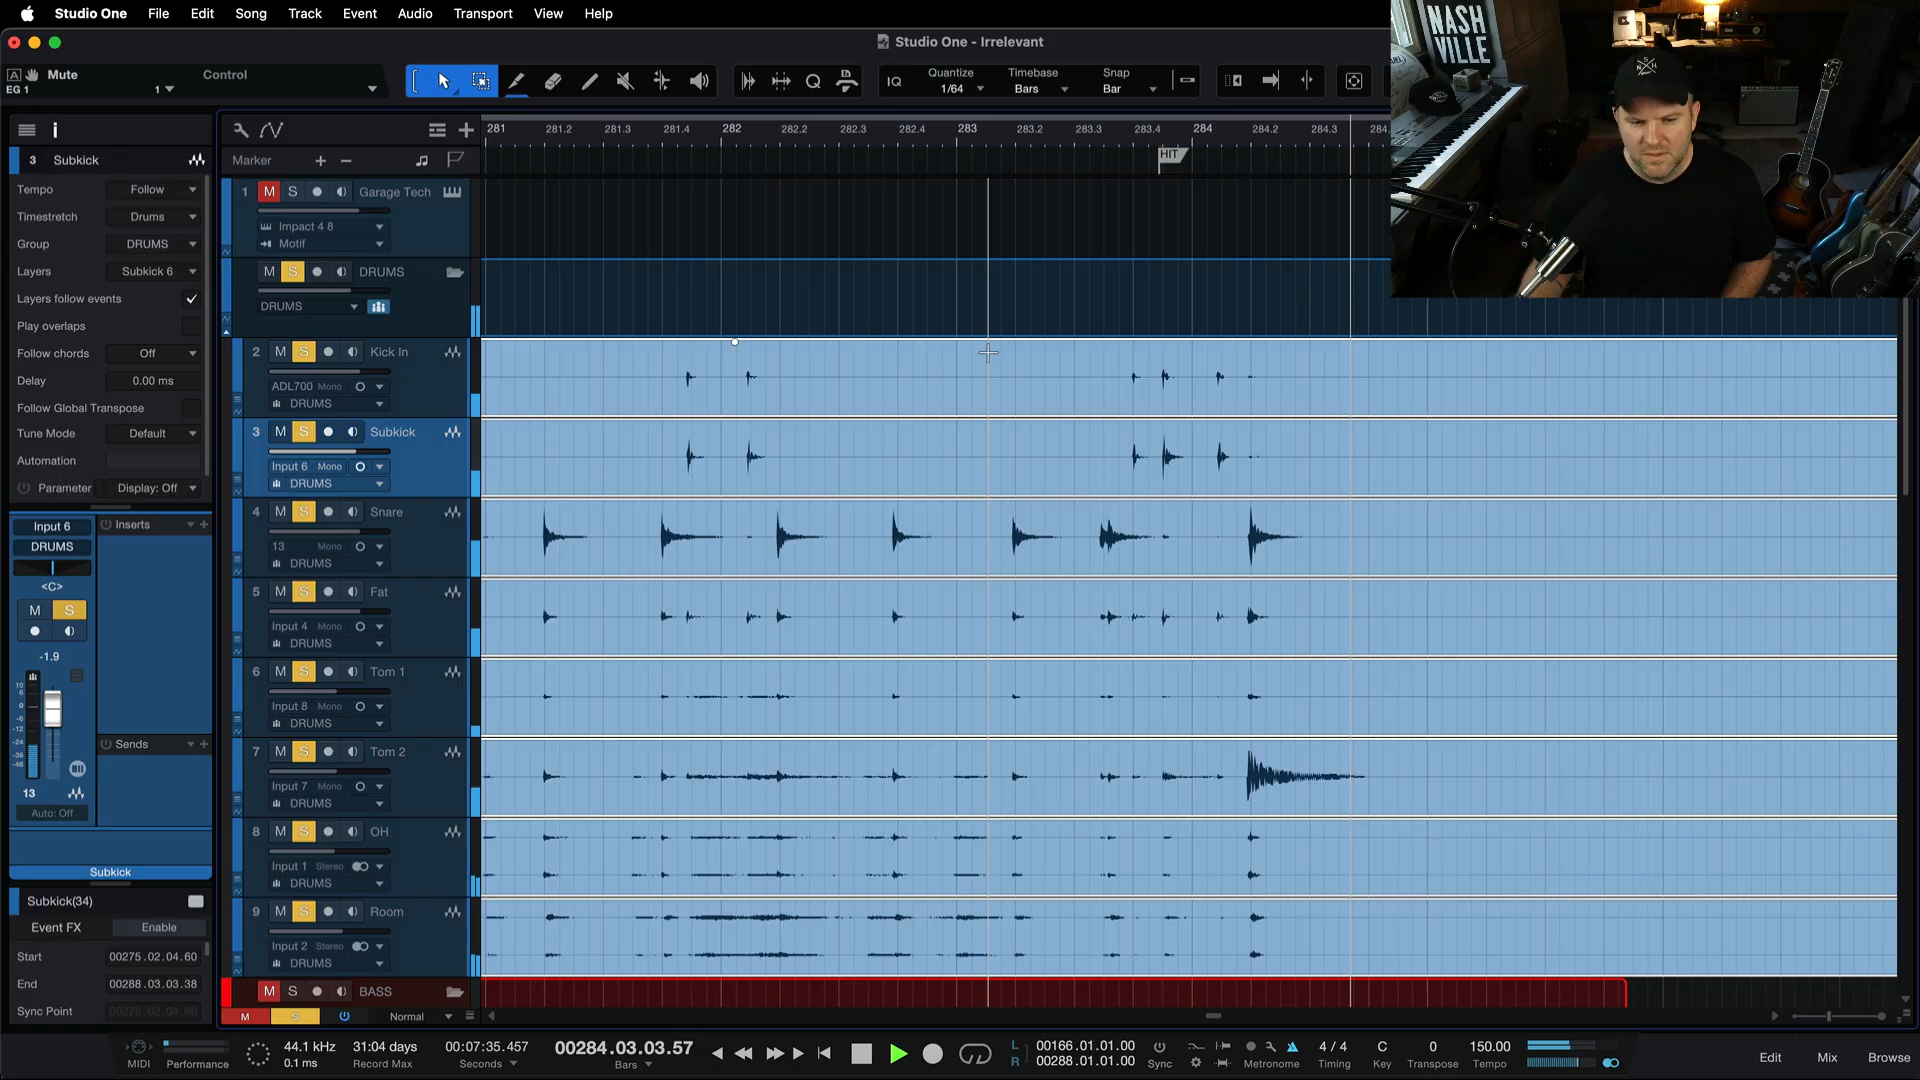 Studio One File Edit Song Track Event Audio Transport View Help
Studio One - Irrelevant
NASH
VILLE
Mute Control
EG 1 1
IQ Quantize Timebase Snap
1/64 Bars Bar
281 281.2 281.3 281.4 282 282.2 282.3 282.4 283 283.2 283.3 283.4 284 284.2 284.3 284.
Marker
HIT
3 Subkick
Tempo Follow
Timestretch Drums
Group DRUMS
Layers Subkick 6
Layers follow events
Play overlaps
Follow chords Off
Delay 0.00 ms
Follow Global Transpose
Tune Mode Default
Automation
Parameter Display: Off
Input 6 Inserts
DRUMS
<C>
M S
-1.9
10
6
0
-6
-12
-24
-36
-48
Sends
13
Auto: Off
Subkick
Subkick(34)
Event FX Enable
Start 00275.02.04.60
End 00288.03.03.38
Sync Point 00275.02.04.60
1 M S Garage Tech
Impact 4 8
Motif
M S DRUMS
DRUMS
2 M S Kick In
ADL700 Mono
DRUMS
3 M S Subkick
Input 6 Mono
DRUMS
4 M S Snare
13 Mono
DRUMS
5 M S Fat
Input 4 Mono
DRUMS
6 M S Tom 1
Input 8 Mono
DRUMS
7 M S Tom 2
Input 7 Mono
DRUMS
8 M S OH
Input 1 Stereo
DRUMS
9 M S Room
Input 2 Stereo
DRUMS
M S BASS
M S Normal
MIDI Performance
44.1 kHz
0.1 ms
31:04 days
Record Max
00:07:35.457
Seconds
00284.03.03.57
Bars
L 00166.01.01.00
R 00288.01.01.00
Sync
Metronome
4 / 4
Timing
C
Key
0
Transpose
150.00
Tempo
Edit Mix Browse